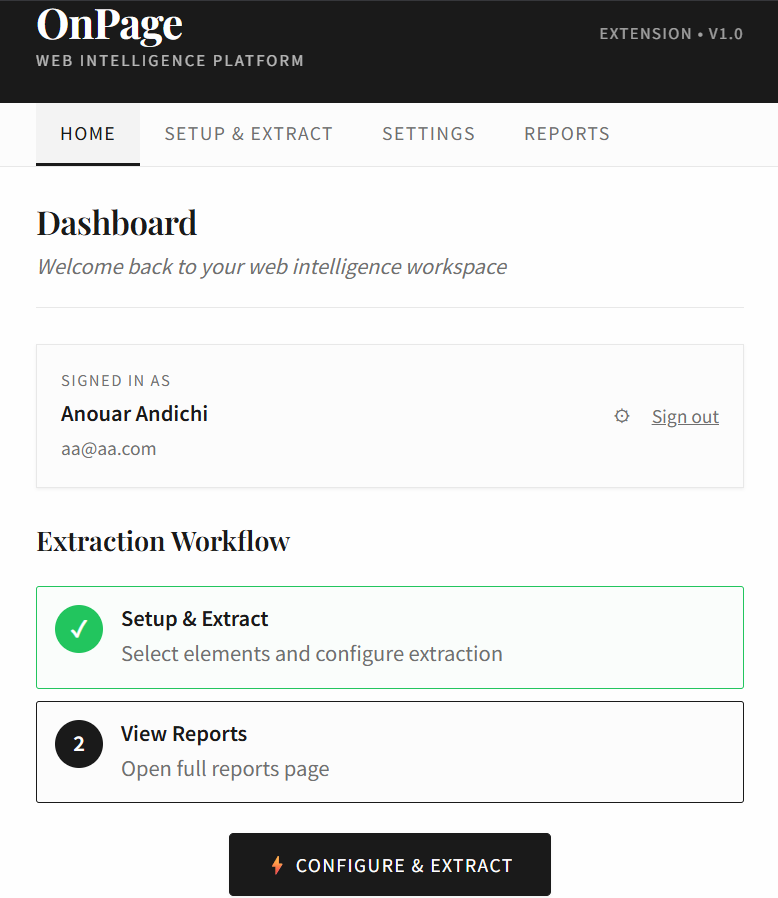 OnPage
WEB INTELLIGENCE PLATFORM
EXTENSION • V1.0
HOME
SETUP & EXTRACT
SETTINGS
REPORTS
Dashboard
Welcome back to your web intelligence workspace
SIGNED IN AS
Anouar Andichi
aa@aa.com
Sign out
Extraction Workflow
✓
Setup & Extract
Select elements and configure extraction
2
View Reports
Open full reports page
CONFIGURE & EXTRACT